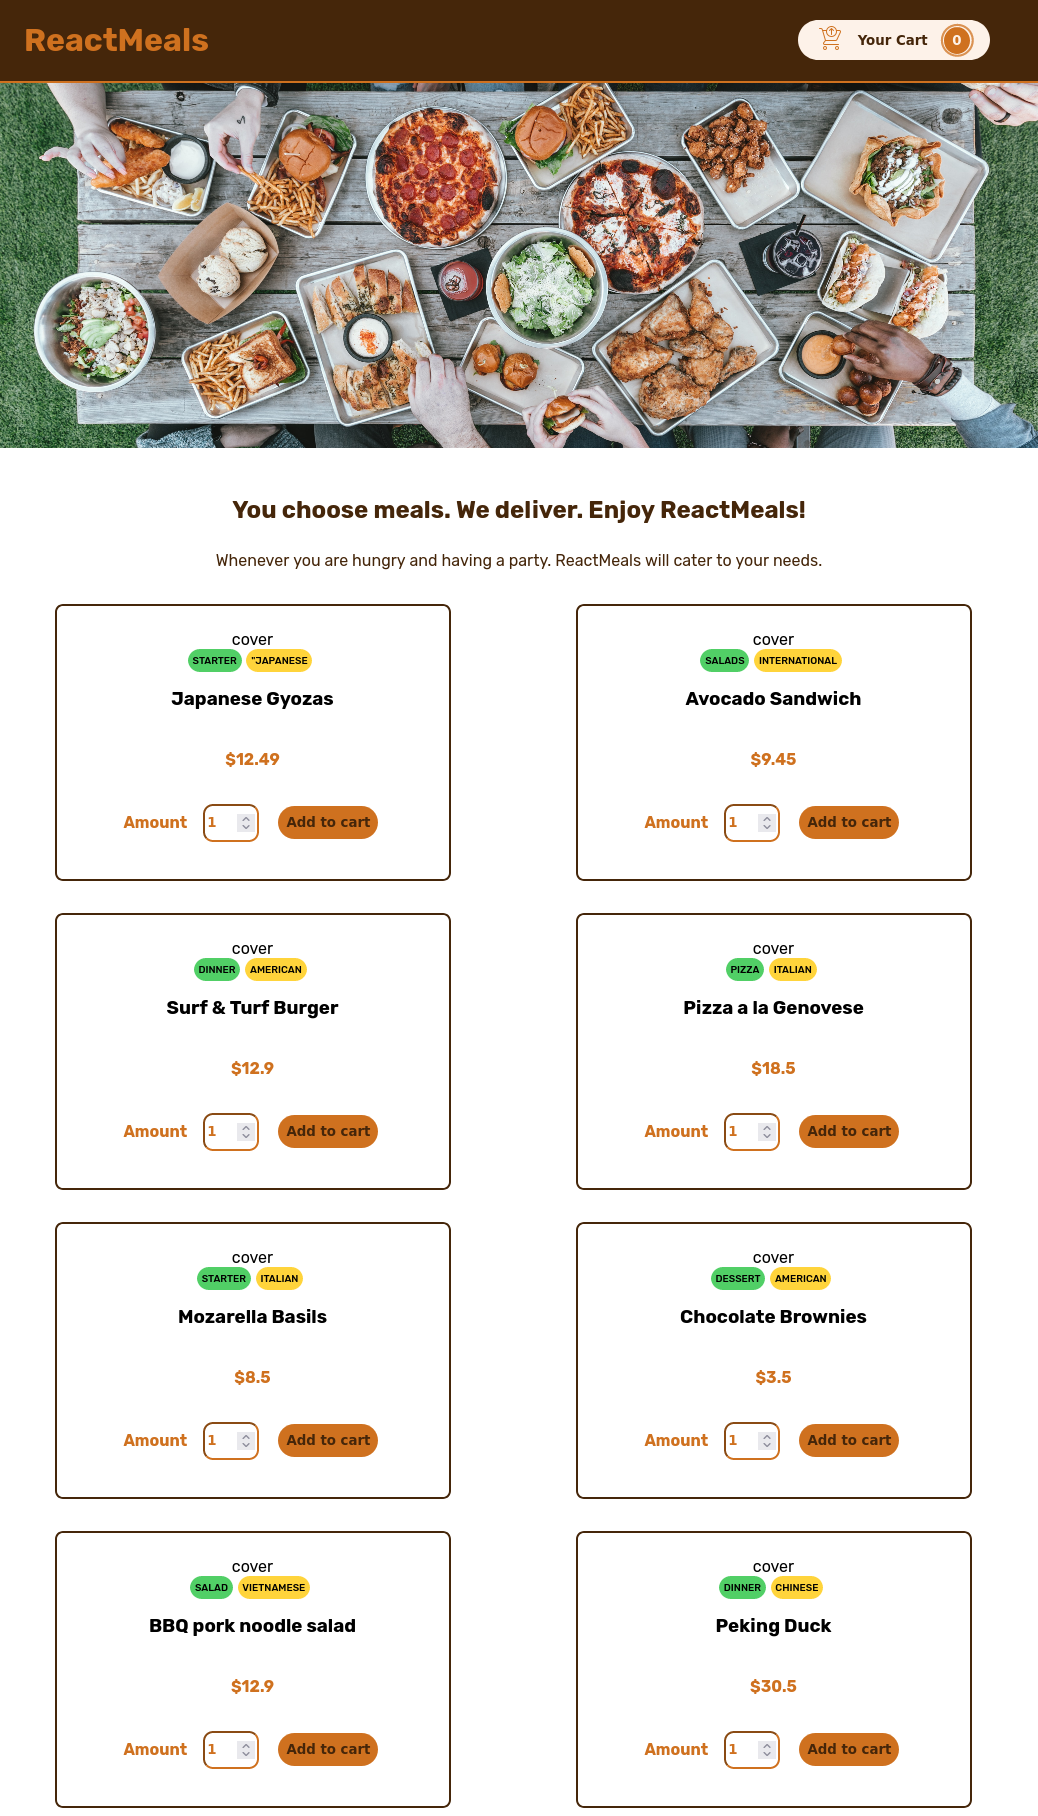 ReactMeals
Your Cart 0
You choose meals. We deliver. Enjoy ReactMeals!
Whenever you are hungry and having a party. ReactMeals will cater to your needs.
cover
STARTER "JAPANESE
Japanese Gyozas
$12.49
Amount 1 Add to cart
cover
SALADS INTERNATIONAL
Avocado Sandwich
$9.45
Amount 1 Add to cart
cover
DINNER AMERICAN
Surf & Turf Burger
$12.9
Amount 1 Add to cart
cover
PIZZA ITALIAN
Pizza a la Genovese
$18.5
Amount 1 Add to cart
cover
STARTER ITALIAN
Mozarella Basils
$8.5
Amount 1 Add to cart
cover
DESSERT AMERICAN
Chocolate Brownies
$3.5
Amount 1 Add to cart
cover
SALAD VIETNAMESE
BBQ pork noodle salad
$12.9
Amount 1 Add to cart
cover
DINNER CHINESE
Peking Duck
$30.5
Amount 1 Add to cart